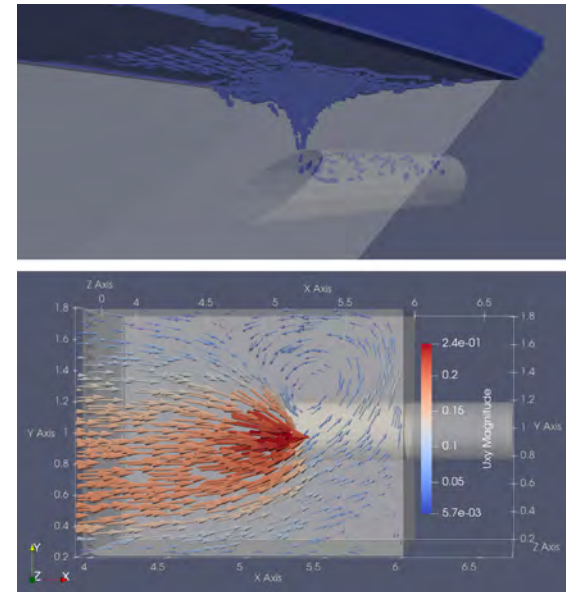 Z Axis X Axis
0 4 4.5 5 5.5 6 6.5
1.8 1.8
1.6 1.6
2.4e-01
1.4 1.4
0.2
1.2 1.2
0.15
Y Axis 1 1 Y Axis
Uxy Magnitude
0.1
0.8 0.8
0.6 0.6
0.05
0.4 0.4
5.7e-03
0.2 0.2
Z Axis
Y
Z X
4 4.5 5 5.5 6
X Axis